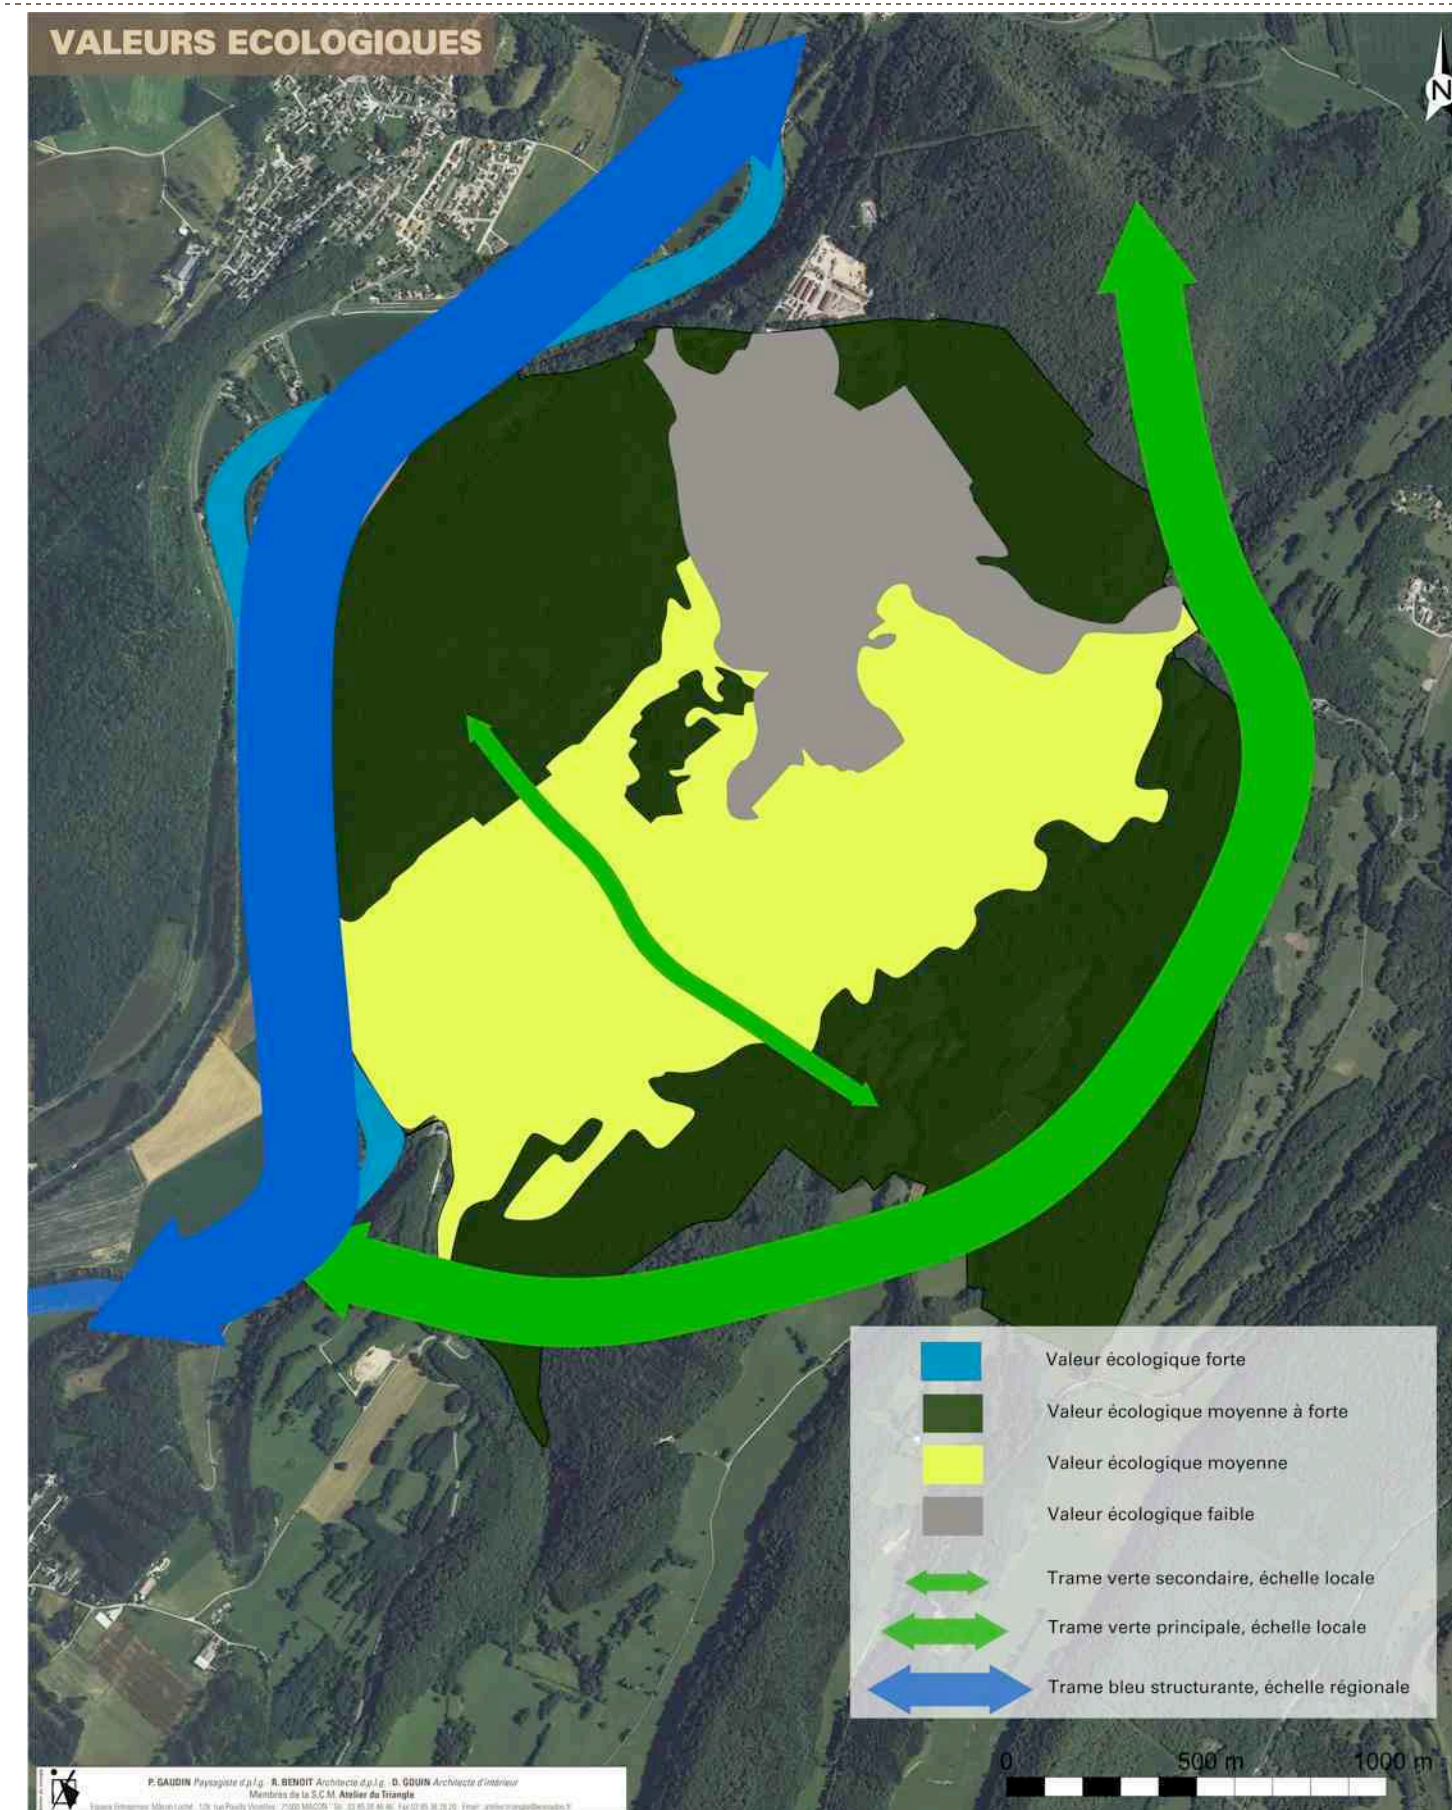 VALEURS ECOLOGIQUES
N
Valeur écologique forte
Valeur écologique moyenne à forte
Valeur écologique moyenne
Valeur écologique faible
Trame verte secondaire, échelle locale
Trame verte principale, échelle locale
Trame bleu structurante, échelle régionale
0 500 m 1000 m
P. GAUDIN Paysagiste d.p.l.g. - R. BENOIT Architecte d.p.l.g. - D. GOUIN Architecte d'intérieur
Membres de la S.C.M. Atelier du Triangle